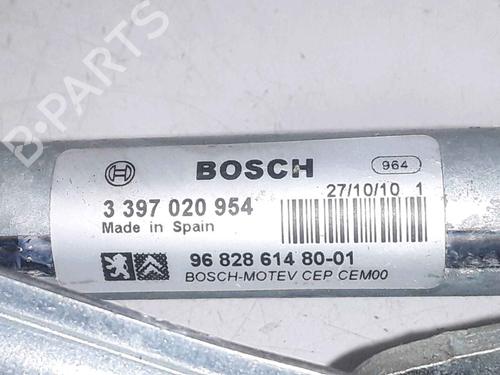 B-PARTS
BOSCH
964
27/10/10 1
3 397 020 954
Made in Spain
96 828 614 80-01
BOSCH-MOTEV CEP CEM00